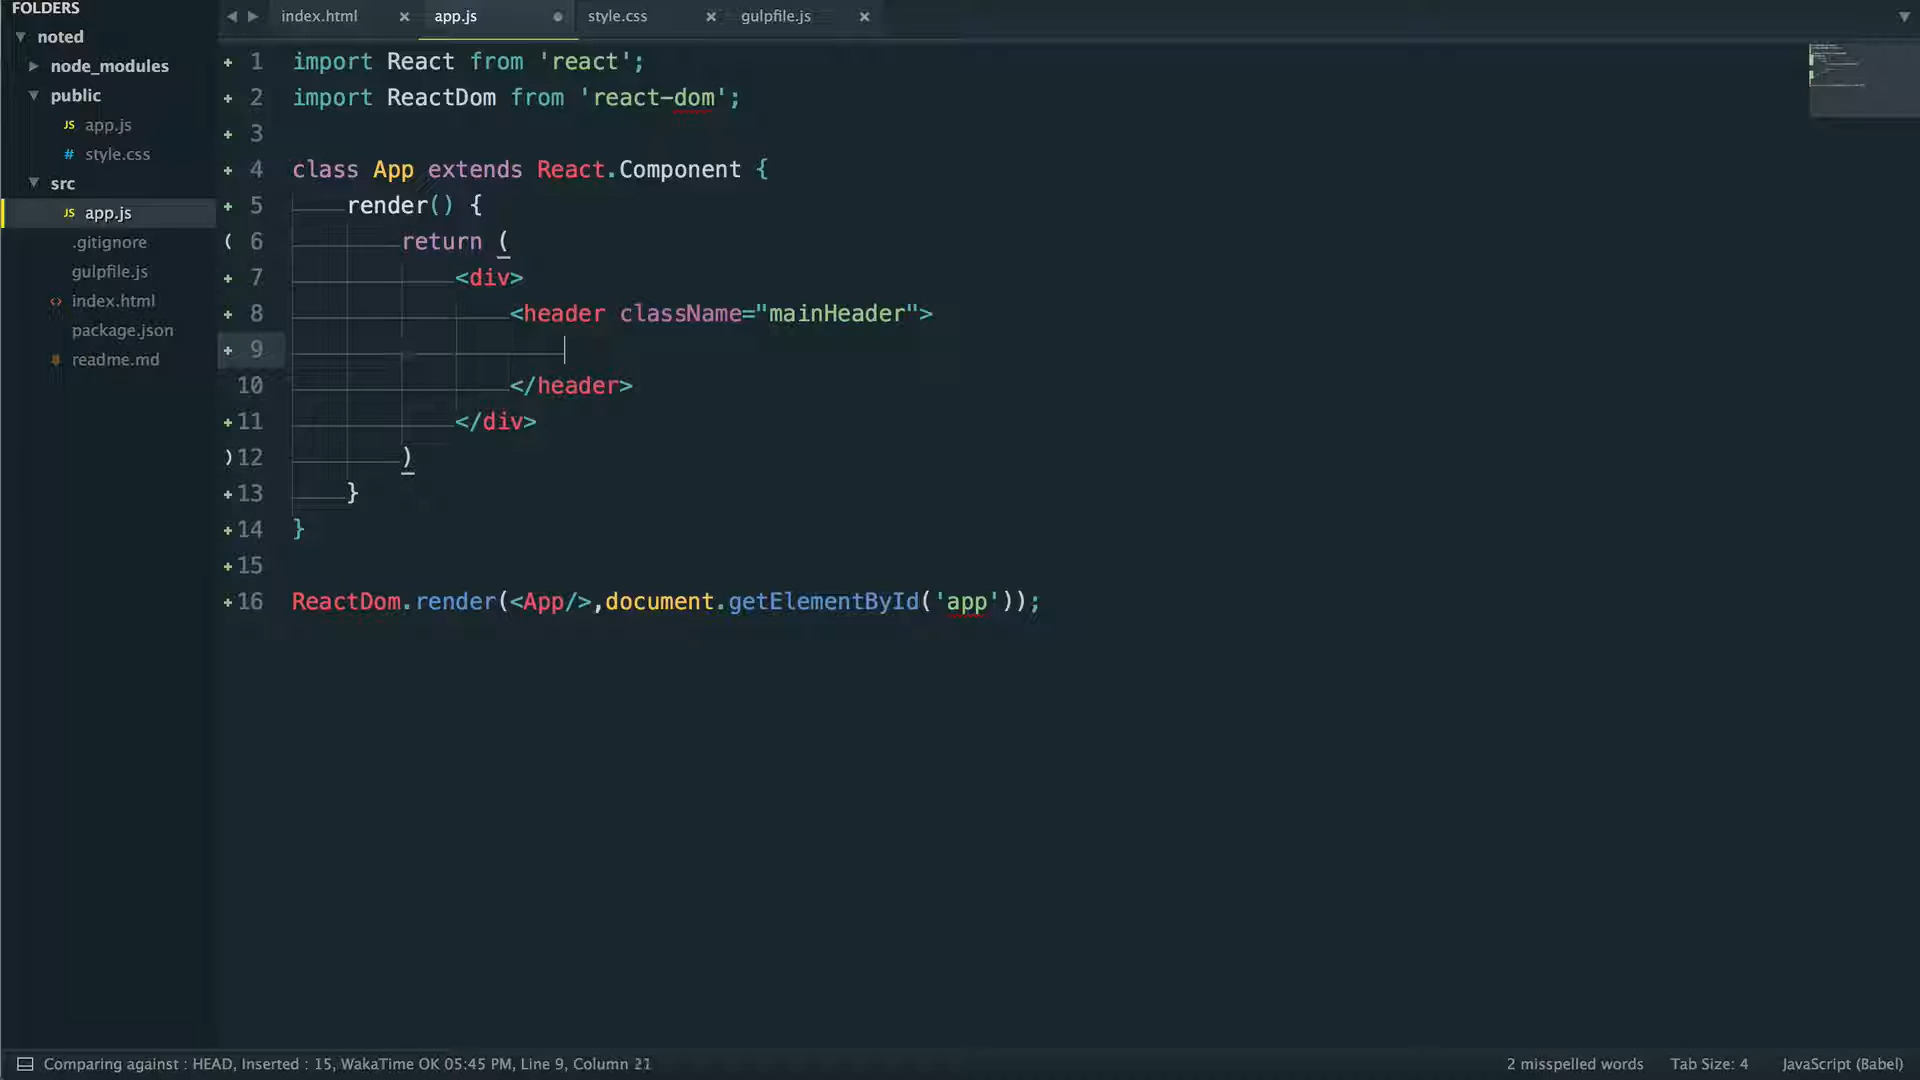 FOLDERS
noted
node_modules
public
JS app.js
# style.css
src
JS app.js
.gitignore
gulpfile.js
<> index.html
package.json
readme.md
index.html × app.js style.css × gulpfile.js ×
1 import React from 'react';
2 import ReactDom from 'react-dom';
3
4 class App extends React.Component {
5 render() {
( 6 return (
7 <div>
8 <header className="mainHeader">
9
10 </header>
11 </div>
)12 )
13 }
14 }
15
16 ReactDom.render(<App/>,document.getElementById('app'));
Comparing against : HEAD, Inserted : 15, WakaTime OK 05:45 PM, Line 9, Column 21
2 misspelled words Tab Size: 4 JavaScript (Babel)